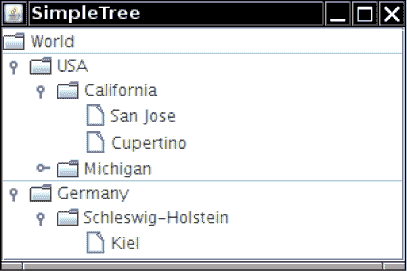 SimpleTree
World
USA
California
San Jose
Cupertino
Michigan
Germany
Schleswig-Holstein
Kiel